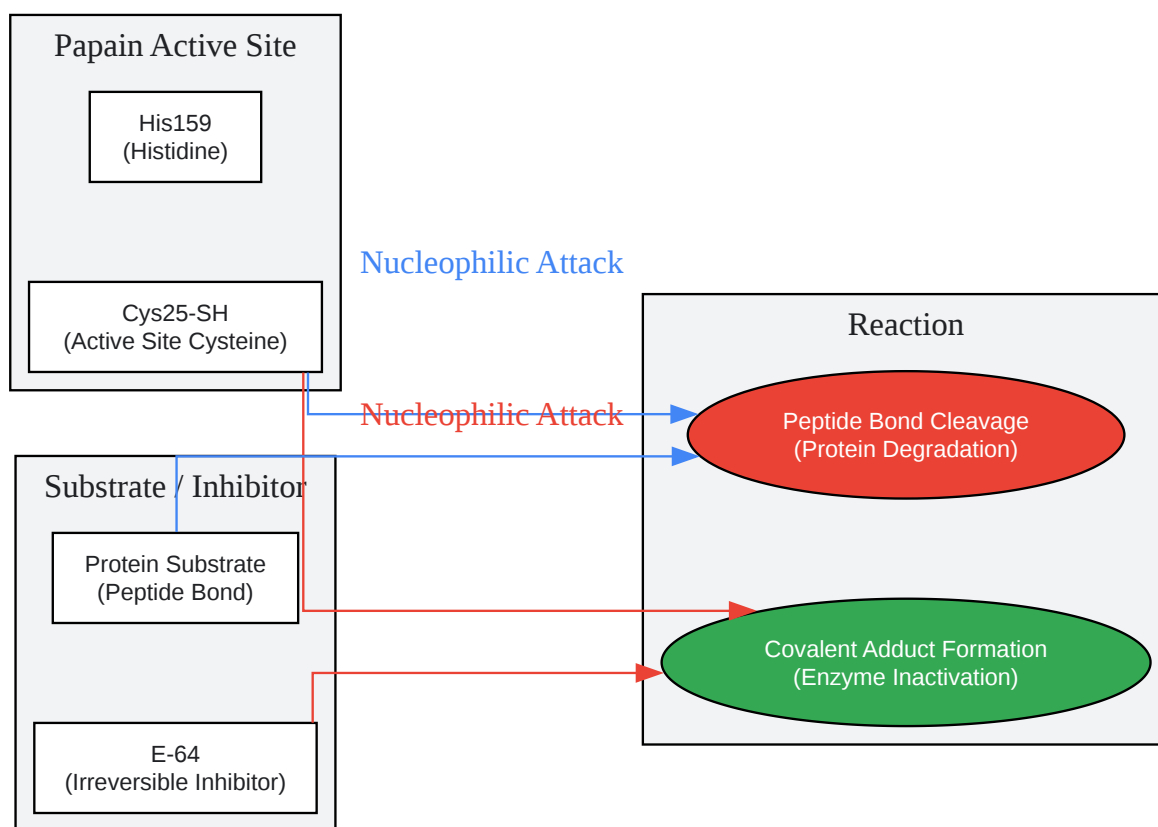 Papain Active Site
His159
(Histidine)
Cys25-SH
(Active Site Cysteine)
Nucleophilic Attack
Nucleophilic Attack
Substrate / Inhibitor
Protein Substrate
(Peptide Bond)
E-64
(Irreversible Inhibitor)
Reaction
Peptide Bond Cleavage
(Protein Degradation)
Covalent Adduct Formation
(Enzyme Inactivation)